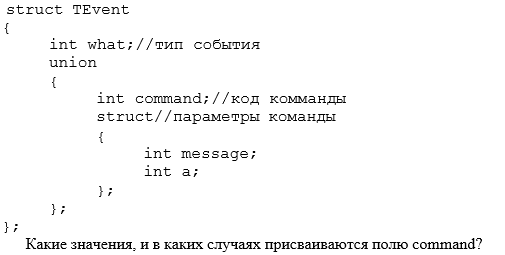 struct TEvent
{
int what;//тип события
union
{
int command;//код комманды
struct//параметры команды
{
int message;
int a;
};
};
};
Какие значения, и в каких случаях присваиваются полю command?